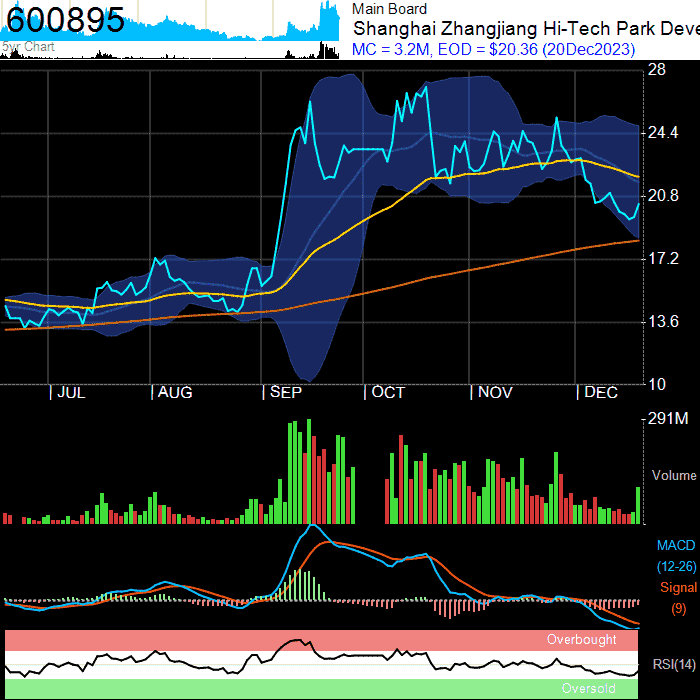 600895
5yr Chart
Main Board
Shanghai Zhangjiang Hi-Tech Park Deve
MC = 3.2M, EOD = $20.36 (20Dec2023)
28
24.4
20.8
17.2
13.6
10
JUL
AUG
SEP
OCT
NOV
DEC
291M
Volume
MACD
(12-26)
Signal
(9)
Overbought
RSI(14)
Oversold